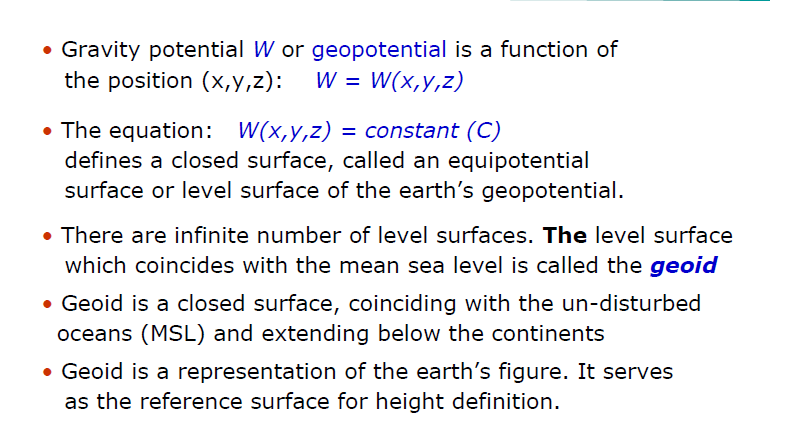 • Gravity potential W or geopotential is a function of
the position (x,y,z): W = W(x,y,z)
• The equation: W(x,y,z) = constant (C)
defines a closed surface, called an equipotential
surface or level surface of the earth's geopotential.
• There are infinite number of level surfaces. The level surface
which coincides with the mean sea level is called the geoid
• Geoid is a closed surface, coinciding with the un-disturbed
oceans (MSL) and extending below the continents
• Geoid is a representation of the earth's figure. It serves
as the reference surface for height definition.